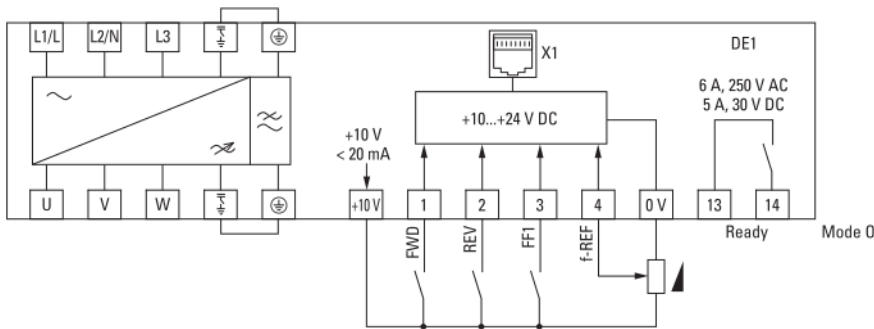 L1/L L2/N L3 DE1
X1
6 A, 250 V AC
5 A, 30 V DC
+10...+24 V DC
+10 V
< 20 mA
U V W +10 V 1 2 3 4 0 V 13 14
FWD REV FF1 f-REF Ready Mode 0